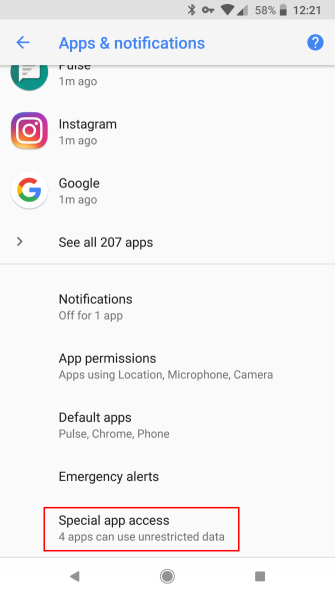 58% 12:21
Apps & notifications
Pulse
1m ago
Instagram
1m ago
Google
1m ago
See all 207 apps
Notifications
Off for 1 app
App permissions
Apps using Location, Microphone, Camera
Default apps
Pulse, Chrome, Phone
Emergency alerts
Special app access
4 apps can use unrestricted data